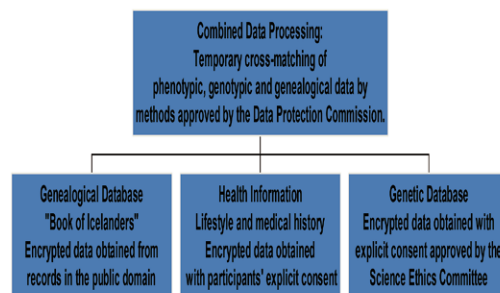 Combined Data Processing:
Temporary cross-matching of
phenotypic, genotypic and genealogical data by
methods approved by the Data Protection Commission.
Genealogical Database
"Book of Icelanders"
Encrypted data obtained from
records in the public domain
Health Information
Lifestyle and medical history
Encrypted data obtained
with participants' explicit consent
Genetic Database
Encrypted data obtained with
explicit consent approved by the
Science Ethics Committee